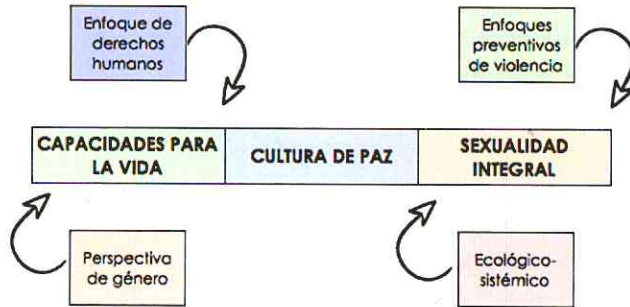 Enfoque de
derechos
humanos
Enfoques
preventivos
de violencia
CAPACIDADES PARA
LA VIDA
CULTURA DE PAZ
SEXUALIDAD
INTEGRAL
Perspectiva
de género
Ecológico-
sistémico